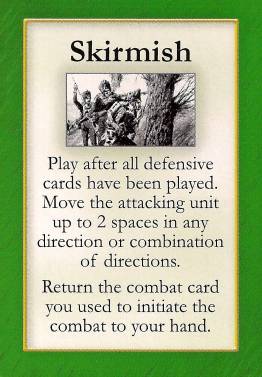 Skirmish
Play after all defensive
cards have been played.
Move the attacking unit
up to 2 spaces in any
direction or combination
of directions.
Return the combat card
you used to initiate the
combat to your hand.